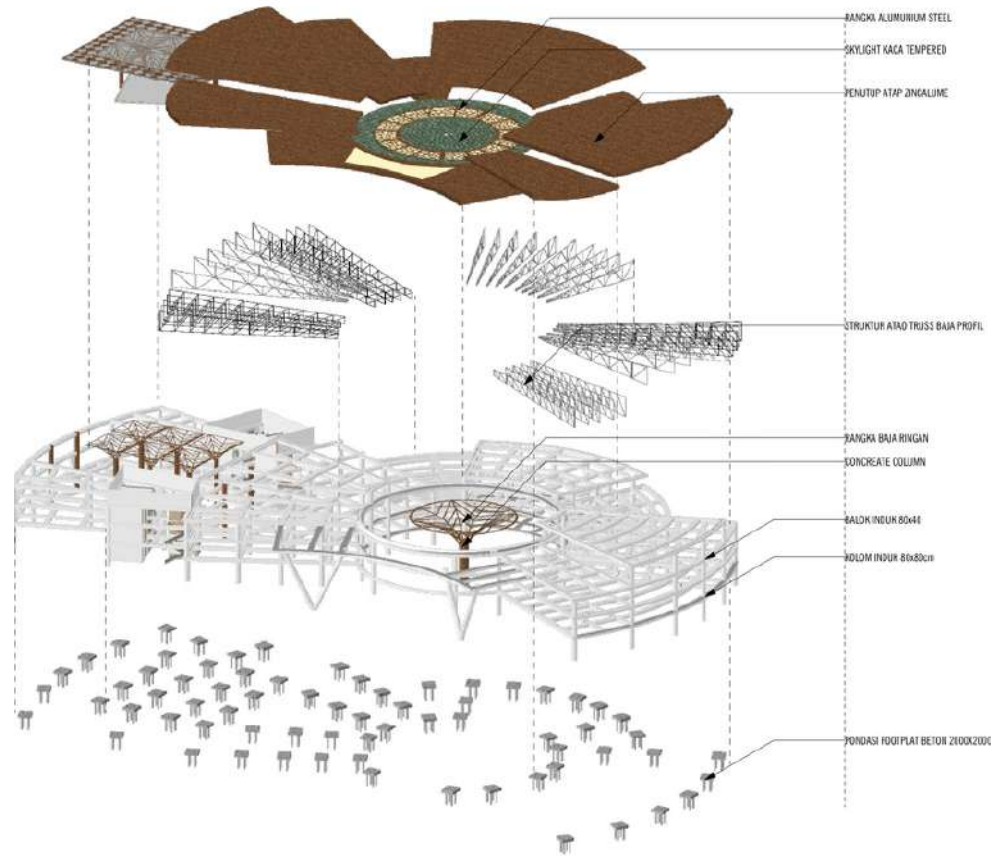 RANGKA ALUMUNIUM STEEL
SKYLIGHT KACA TEMPERED
PENUTUP ATAP ZINCALUME
STRUKTUR ATAO TRUSS BAJA PROFIL
RANGKA BAJA RINGAN
CONCREATE COLUMN
BALOK INDUK 80x40
KOLOM INDUK 80x80cm
PONDASI FOOTPLAT BETON 2000X2000